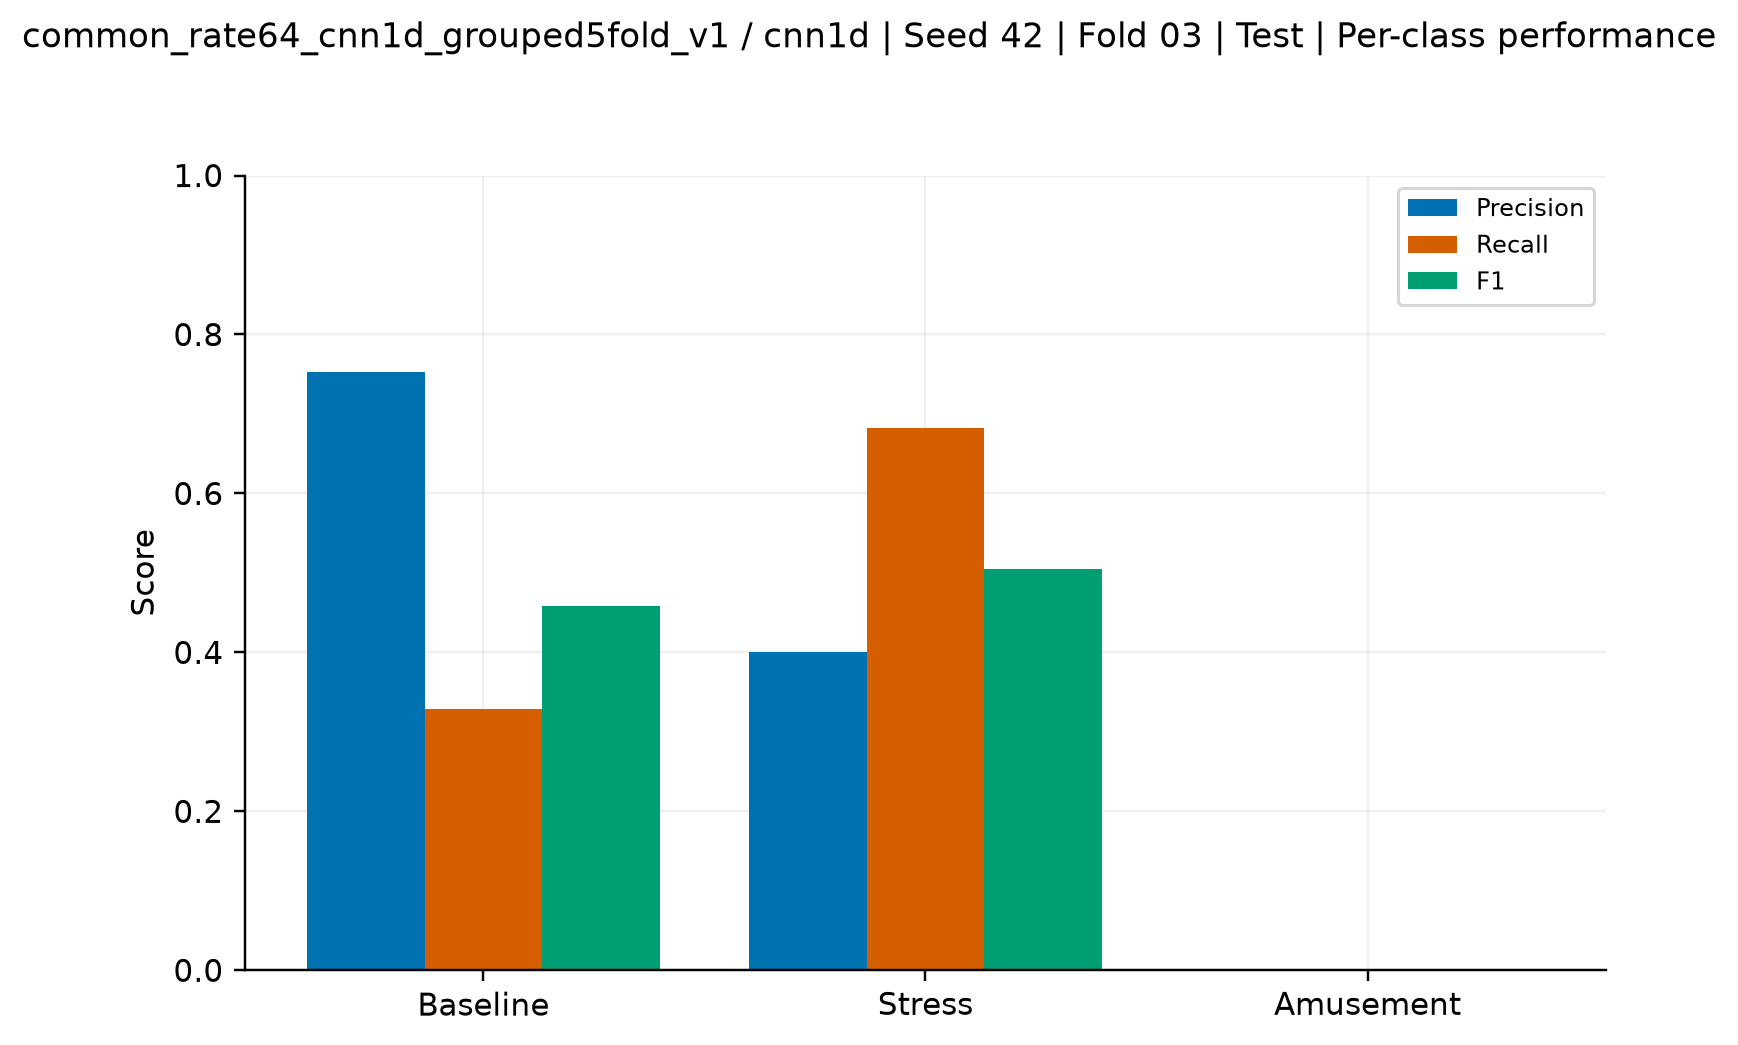 common_rate64_cnn1d_grouped5fold_v1 / cnn1d | Seed 42 | Fold 03 | Test | Per-class performance
1.0
0.8
0.6
0.4
0.2
0.0
Score
Precision
Recall
F1
Baseline
Stress
Amusement